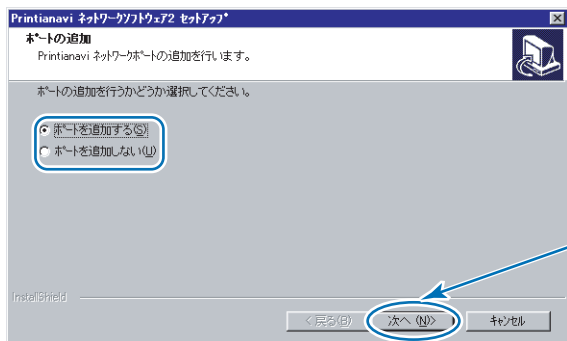 Printianavi ネットワークソフトウェア2 セットアップ
ポートの追加
Printianavi ネットワークポートの追加を行います。
ポートの追加を行うかどうか選択してください。
ポートを追加する(S)
ポートを追加しない(U)
InstallShield
< 戻る(B) 次へ (N)> キャンセル